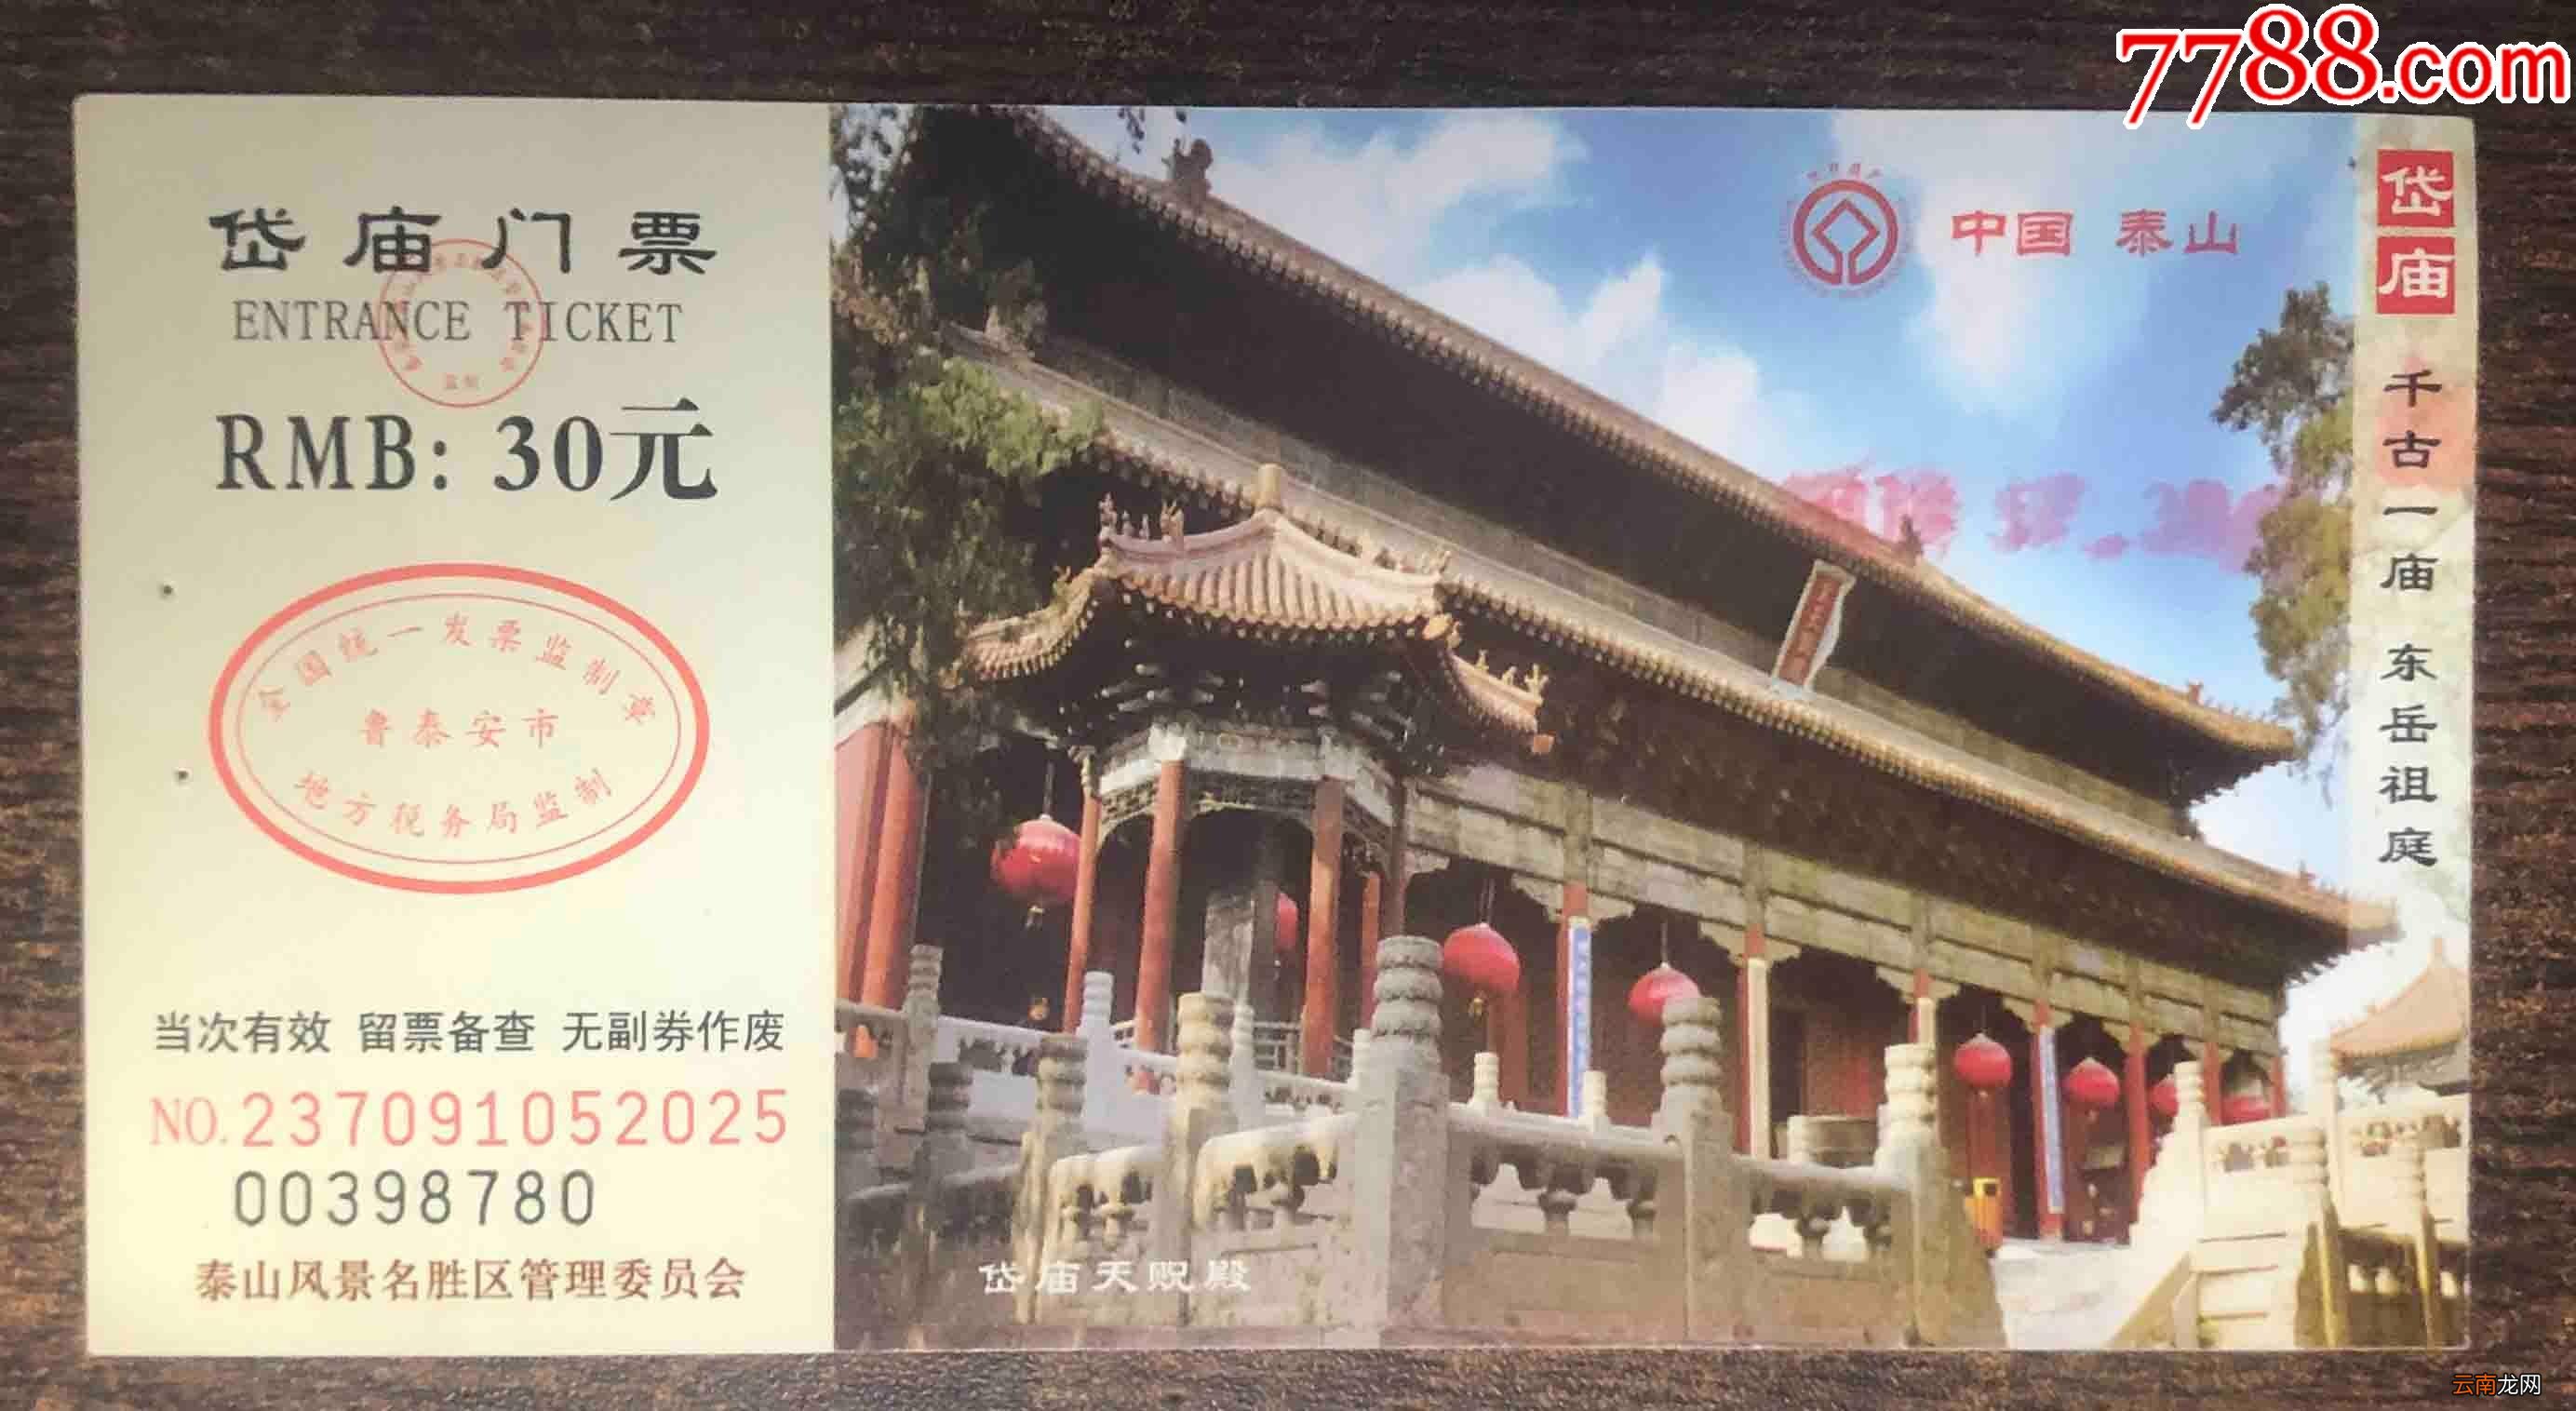 7788.com
岱庙门票
ENTRANCE TICKET
RMB: 30元
全国统一发票监制章
鲁泰安市
地方税务局监制
当次有效 留票备查 无副券作废
NO.237091052025
00398780
泰山风景名胜区管理委员会
中国 泰山
岱庙天贶殿
岱庙
千古一庙 东岳祖庭
云南龙网